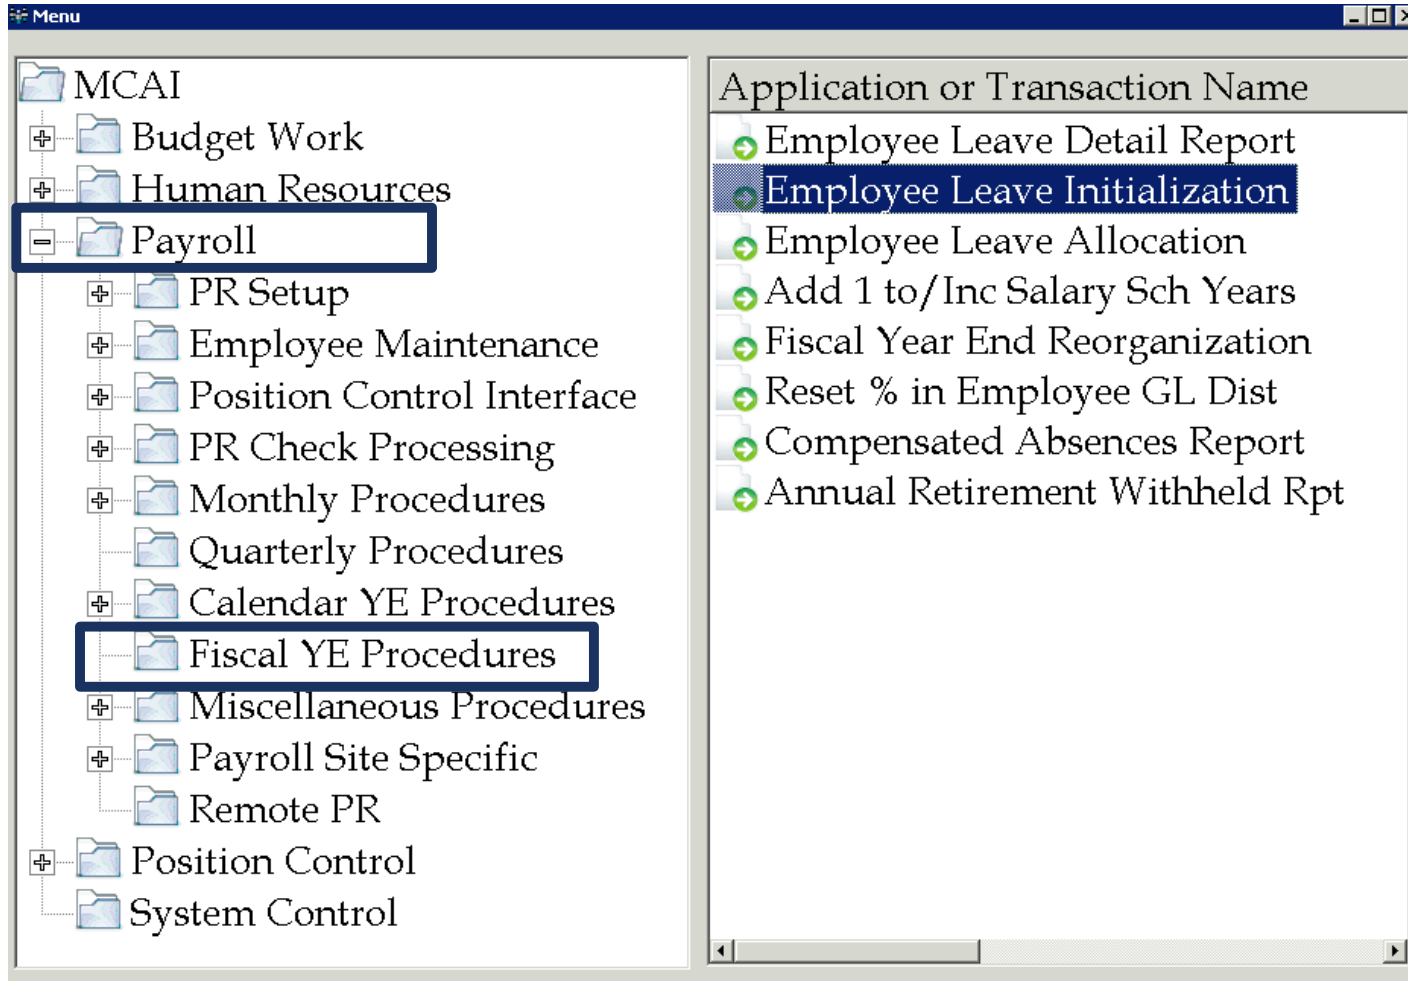 Menu
MCAI
Budget Work
Human Resources
Payroll
PR Setup
Employee Maintenance
Position Control Interface
PR Check Processing
Monthly Procedures
Quarterly Procedures
Calendar YE Procedures
Fiscal YE Procedures
Miscellaneous Procedures
Payroll Site Specific
Remote PR
Position Control
System Control
Application or Transaction Name
Employee Leave Detail Report
Employee Leave Initialization
Employee Leave Allocation
Add 1 to/Inc Salary Sch Years
Fiscal Year End Reorganization
Reset % in Employee GL Dist
Compensated Absences Report
Annual Retirement Withheld Rpt